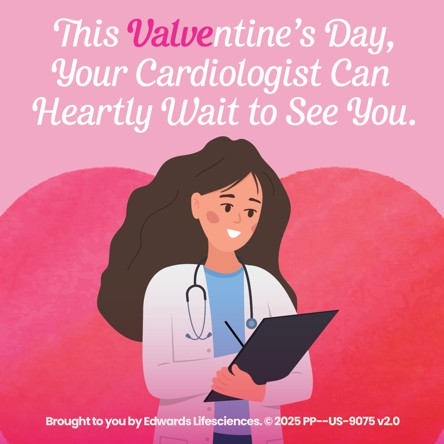 This Valventine's Day,
Your Cardiologist Can
Heartly Wait to See You.
Brought to you by Edwards Lifesciences. © 2025 PP--US-9075 v2.0